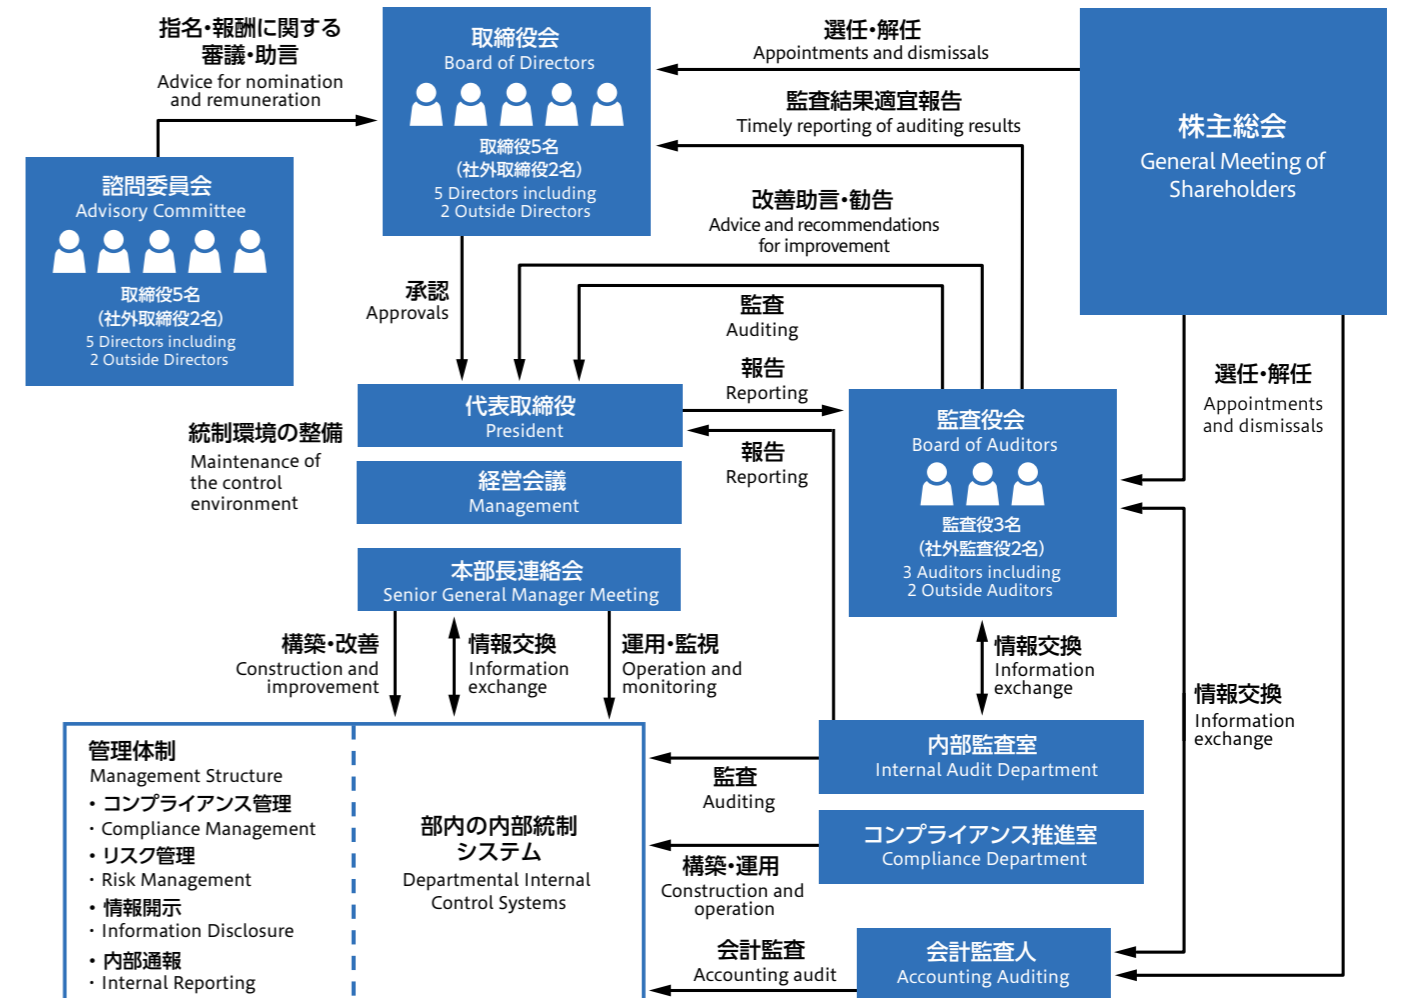 指名・報酬に関する
審議・助言
Advice for nomination
and remuneration
取締役会
Board of Directors
取締役5名
(社外取締役2名)
5 Directors including
2 Outside Directors
選任・解任
Appointments and dismissals
監査結果適宜報告
Timely reporting of auditing results
株主総会
General Meeting of
Shareholders
諮問委員会
Advisory Committee
取締役5名
(社外取締役2名)
5 Directors including
2 Outside Directors
改善助言・勧告
Advice and recommendations
for improvement
承認
Approvals
監査
Auditing
報告
Reporting
選任・解任
Appointments
and dismissals
代表取締役
President
監査役会
Board of Auditors
監査役3名
(社外監査役2名)
3 Auditors including
2 Outside Auditors
統制環境の整備
Maintenance of
the control
environment
報告
Reporting
経営会議
Management
本部長連絡会
Senior General Manager Meeting
構築・改善
Construction and
improvement
情報交換
Information
exchange
運用・監視
Operation and
monitoring
情報交換
Information
exchange
情報交換
Information
exchange
管理体制
Management Structure
・コンプライアンス管理
・Compliance Management
・リスク管理
・Risk Management
・情報開示
・Information Disclosure
・内部通報
・Internal Reporting
部内の内部統制
システム
Departmental Internal
Control Systems
内部監査室
Internal Audit Department
監査
Auditing
コンプライアンス推進室
Compliance Department
構築・運用
Construction and
operation
会計監査
Accounting audit
会計監査人
Accounting Auditing